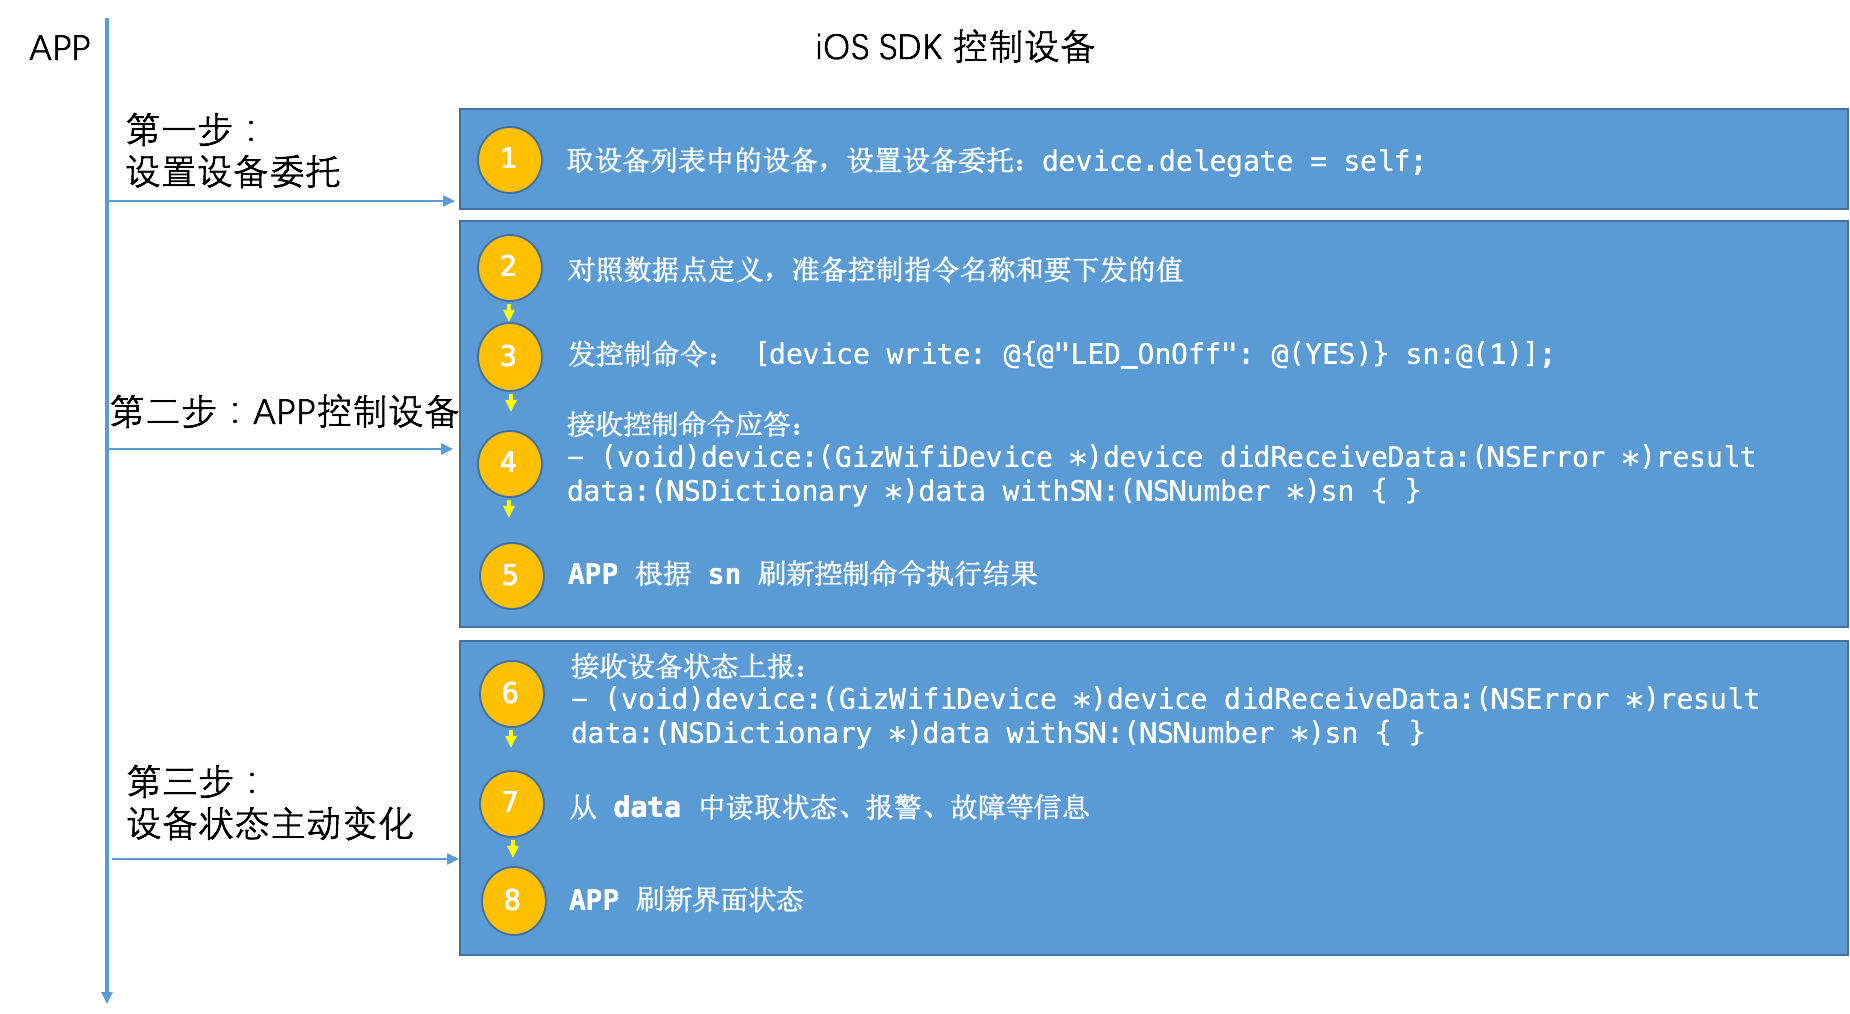 APP
iOS SDK 控制设备
第一步：
设置设备委托
1
取设备列表中的设备，设置设备委托：device.delegate = self;
第二步：APP控制设备
2
对照数据点定义，准备控制指令名称和要下发的值
3
发控制命令： [device write: @{@"LED_OnOff": @(YES)} sn:@(1)];
4
接收控制命令应答：
– (void)device:(GizWifiDevice *)device didReceiveData:(NSError *)result
data:(NSDictionary *)data withSN:(NSNumber *)sn { }
5
APP 根据 sn 刷新控制命令执行结果
第三步：
设备状态主动变化
6
接收设备状态上报：
– (void)device:(GizWifiDevice *)device didReceiveData:(NSError *)result
data:(NSDictionary *)data withSN:(NSNumber *)sn { }
7
从 data 中读取状态、报警、故障等信息
8
APP 刷新界面状态